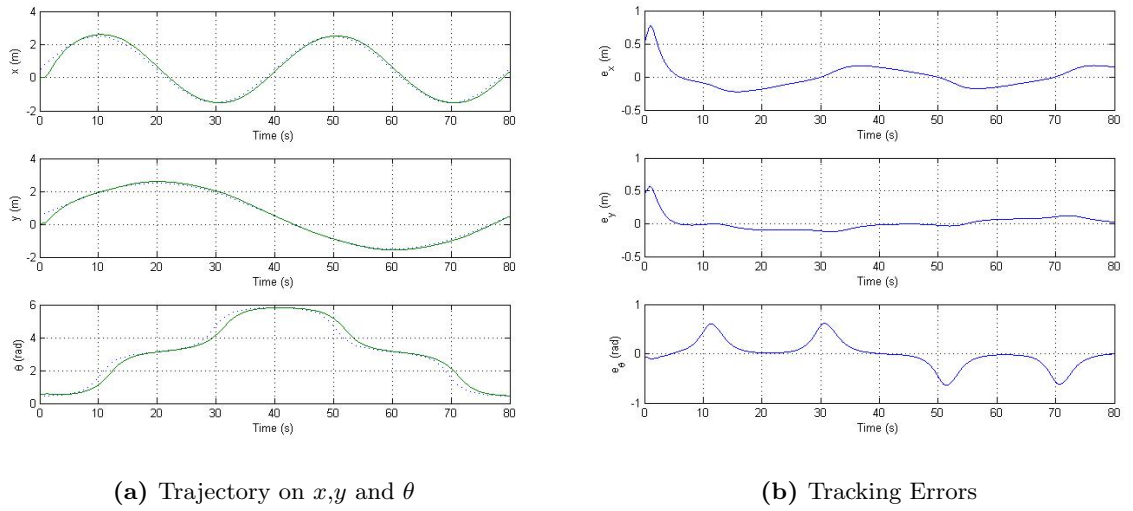 4
2
0
-2
x (m)
0 10 20 30 40 50 60 70 80
Time (s)
4
2
0
-2
y (m)
0 10 20 30 40 50 60 70 80
Time (s)
6
4
2
0
θ (rad)
0 10 20 30 40 50 60 70 80
Time (s)
(a) Trajectory on x,y and θ
1
0.5
0
-0.5
e_x (m)
0 10 20 30 40 50 60 70 80
Time (s)
1
0.5
0
-0.5
e_y (m)
0 10 20 30 40 50 60 70 80
Time (s)
1
0
-1
e_θ (rad)
0 10 20 30 40 50 60 70 80
Time (s)
(b) Tracking Errors